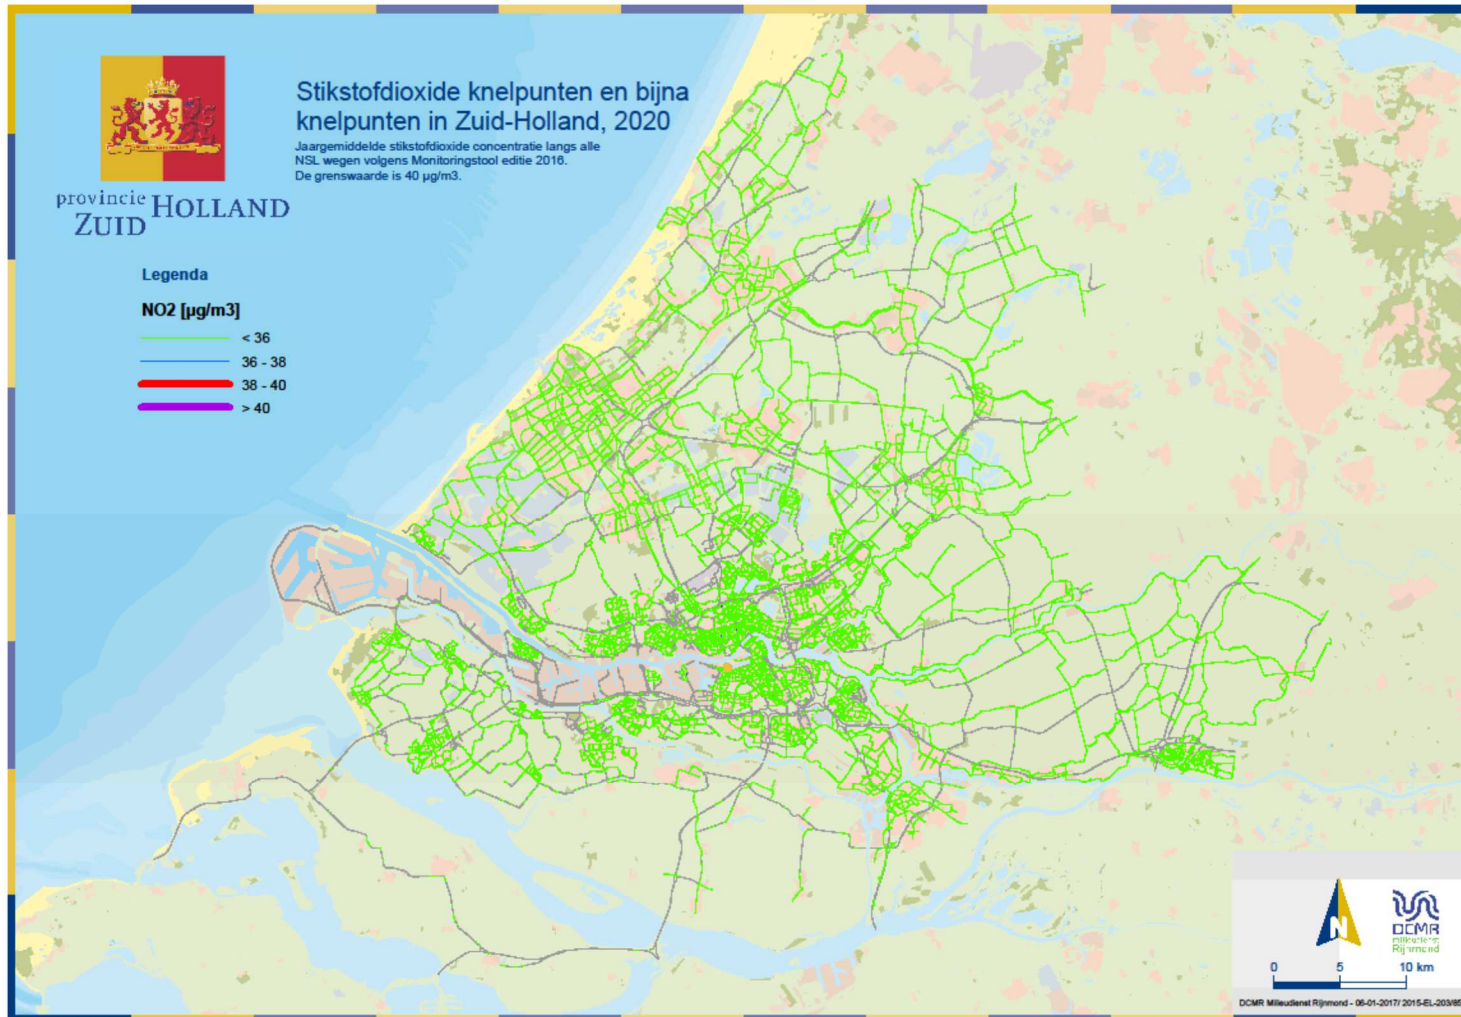 Stikstofdioxide knelpunten en bijna
knelpunten in Zuid-Holland, 2020
Jaargemiddelde stikstofdioxide concentratie langs alle
NSL wegen volgens Monitoringstool editie 2016.
De grenswaarde is 40 µg/m3.
provincie HOLLAND
ZUID
Legenda
NO2 [µg/m3]
< 36
36 - 38
38 - 40
> 40
N
DCMR
milieudienst
Rijnmond
0 5 10 km
DCMR Milieudienst Rijnmond - 06-01-2017/ 2015-EL-203/85